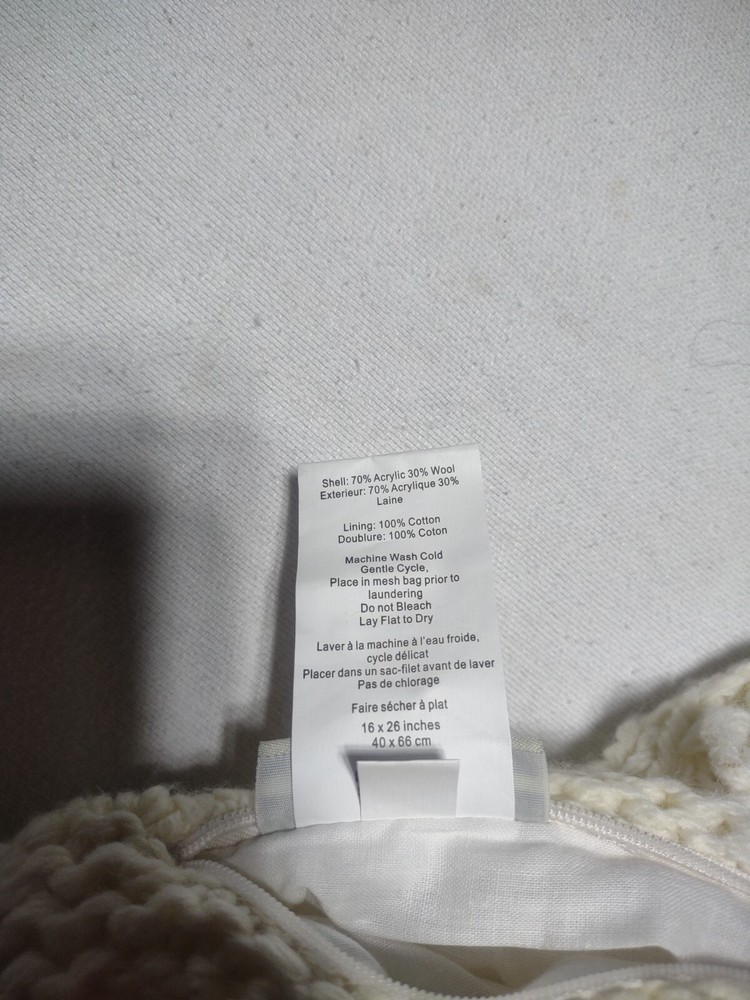 Shell: 70% Acrylic 30% Wool
Exterieur: 70% Acrylique 30%
Laine
Lining: 100% Cotton
Doublure: 100% Coton
Machine Wash Cold
Gentle Cycle,
Place in mesh bag prior to
laundering
Do not Bleach
Lay Flat to Dry
Laver à la machine à l'eau froide,
cycle délicat
Placer dans un sac-filet avant de laver
Pas de chlorage
Faire sécher à plat
16 x 26 inches
40 x 66 cm